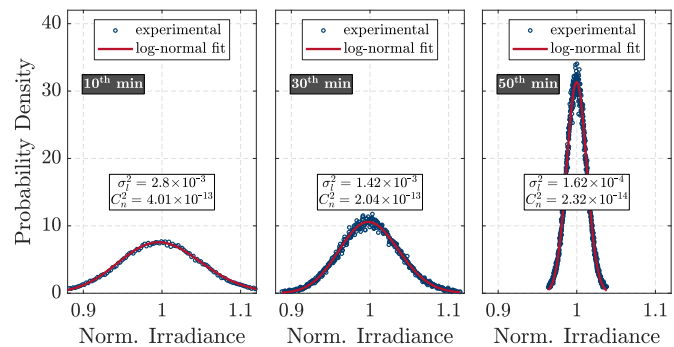 Probability Density
40
30
20
10
0
experimental
log-normal fit
10th min
σ_l^2 = 2.8×10^-3
C_n^2 = 4.01×10^-13
0.9 1 1.1
Norm. Irradiance
experimental
log-normal fit
30th min
σ_l^2 = 1.42×10^-3
C_n^2 = 2.04×10^-13
0.9 1 1.1
Norm. Irradiance
experimental
log-normal fit
50th min
σ_l^2 = 1.62×10^-4
C_n^2 = 2.32×10^-14
0.9 1 1.1
Norm. Irradiance